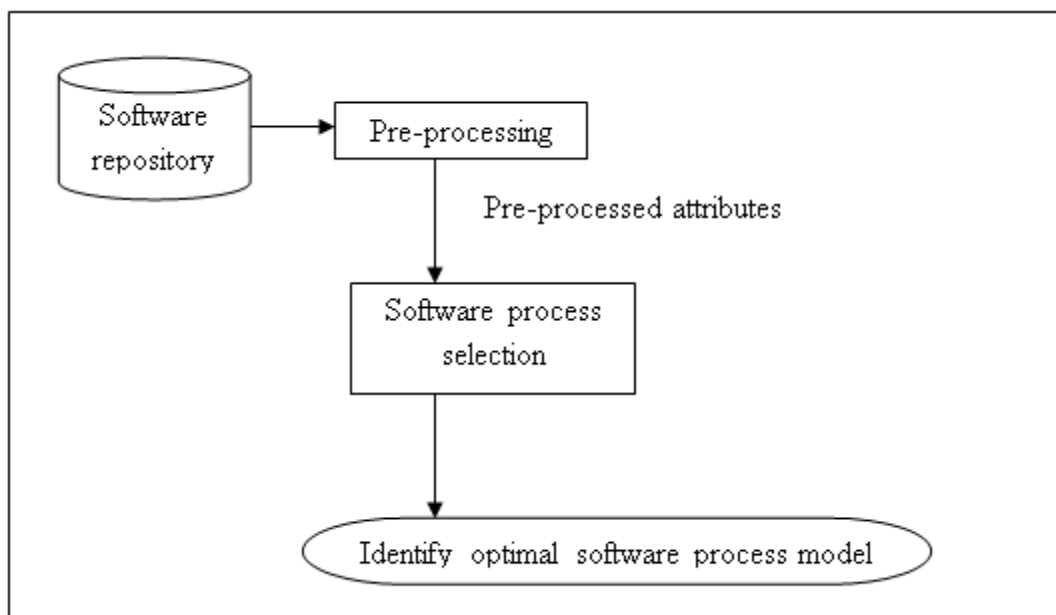 Software
repository
Pre-processing
Pre-processed attributes
Software process
selection
Identify optimal software process model